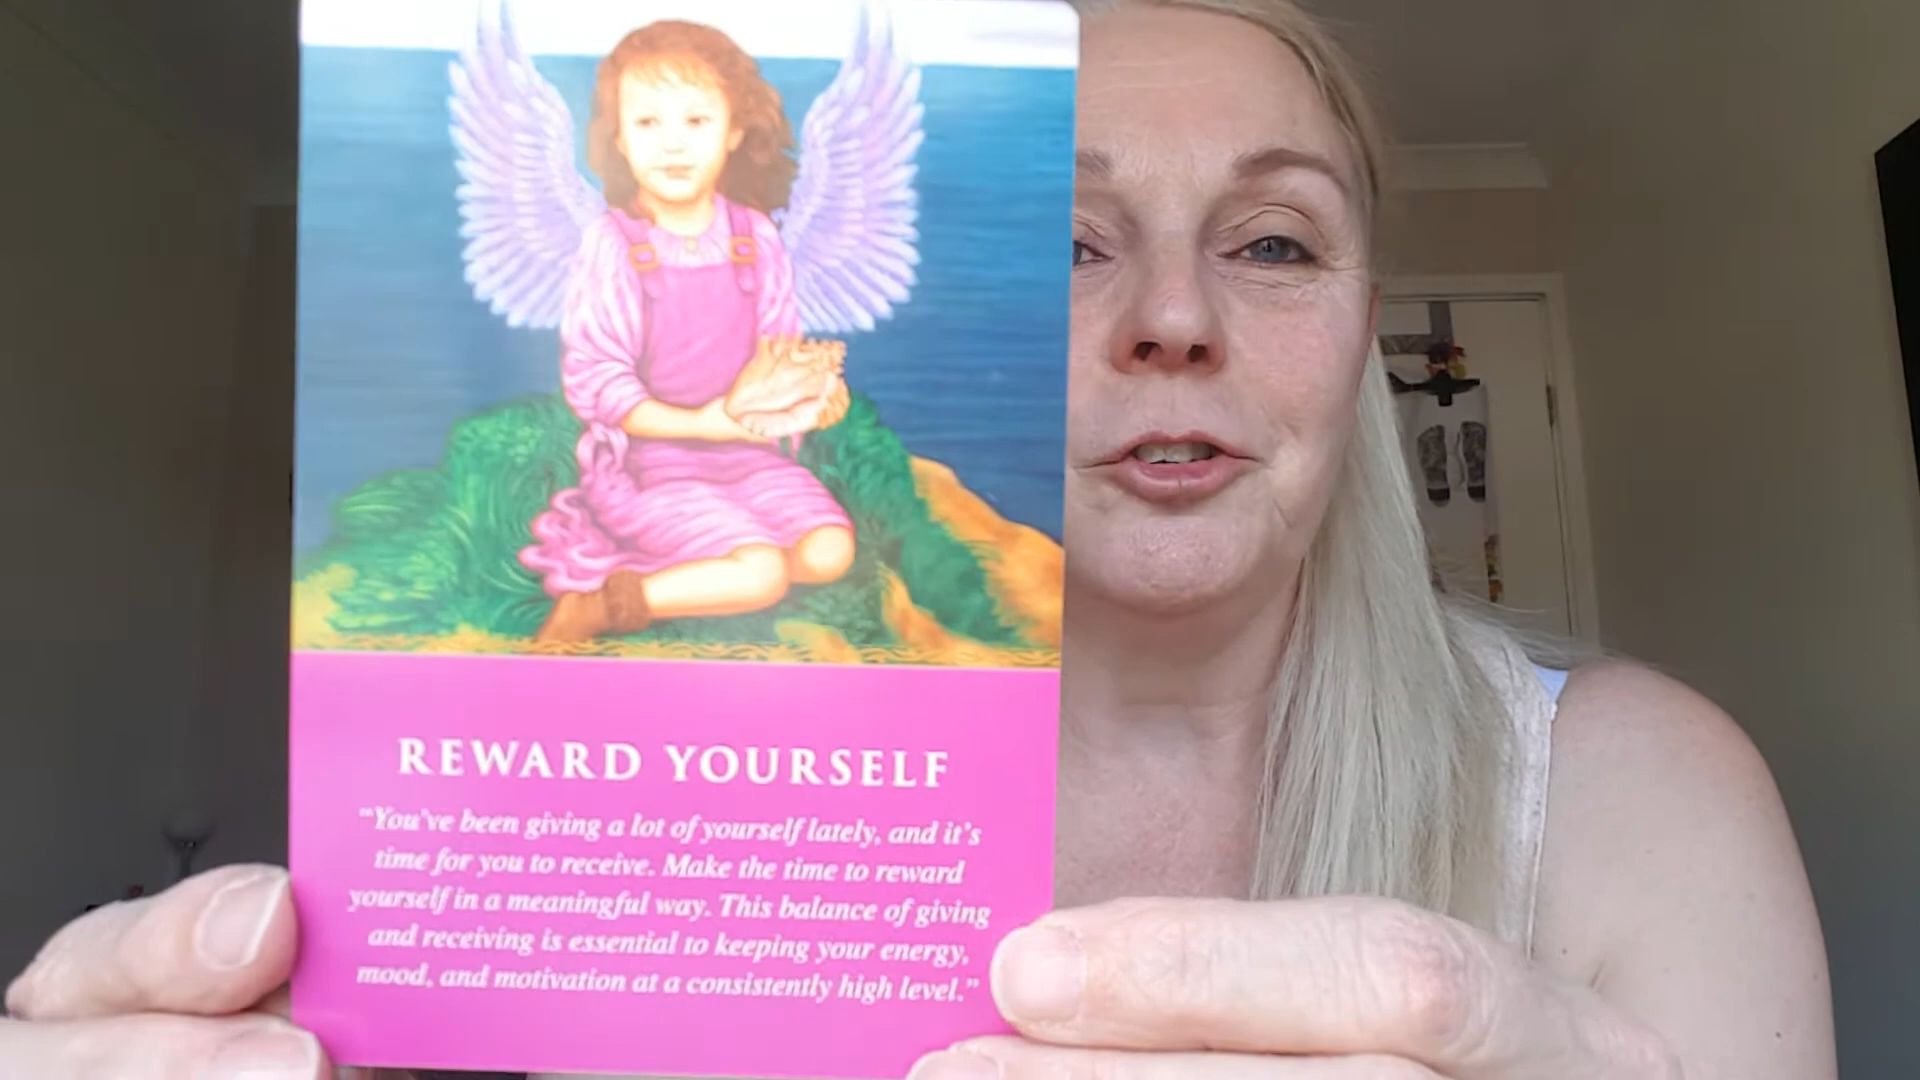 REWARD YOURSELF
“You’ve been giving a lot of yourself lately, and it’s
time for you to receive. Make the time to reward
yourself in a meaningful way. This balance of giving
and receiving is essential to keeping your energy,
mood, and motivation at a consistently high level.”